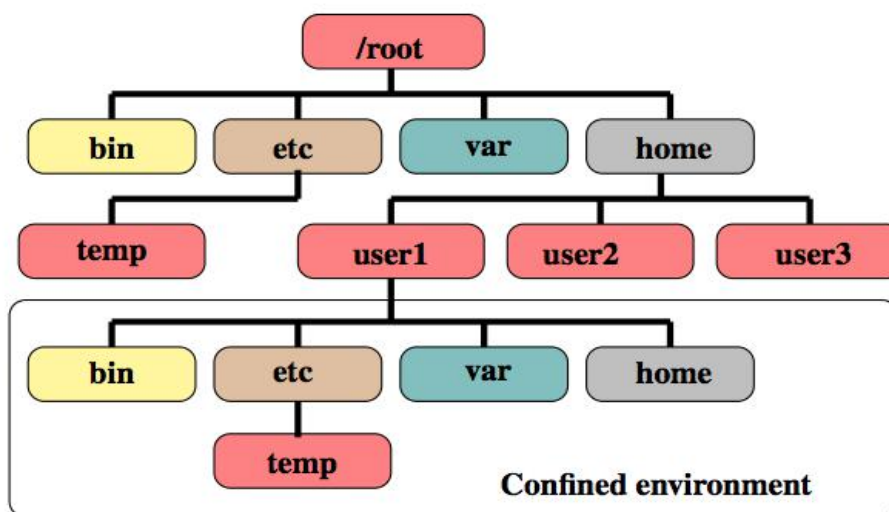 /root
bin etc var home
temp user1 user2 user3
bin etc var home
temp
Confined environment